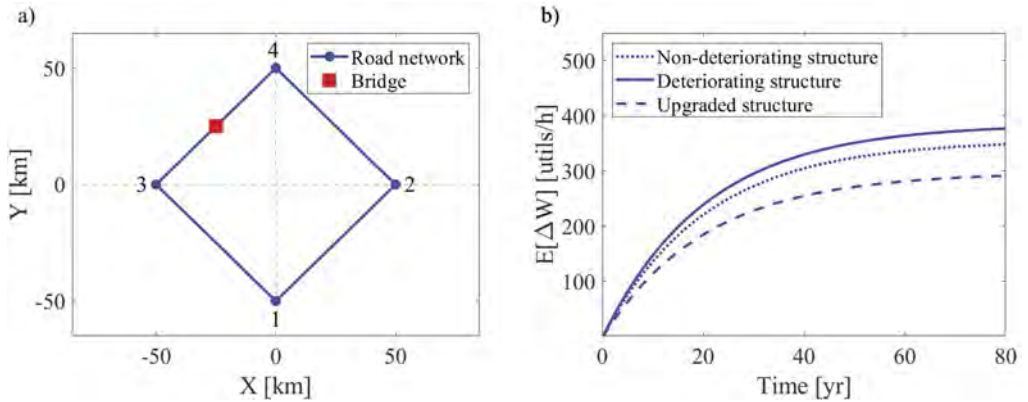 a)
4
Road network
Bridge
50
Y [km]
0
3
2
-50
1
-50
0
50
X [km]
b)
500
Non-deteriorating structure
Deteriorating structure
Upgraded structure
400
300
200
100
E[ΔW] [utils/h]
0
20
40
60
80
Time [yr]